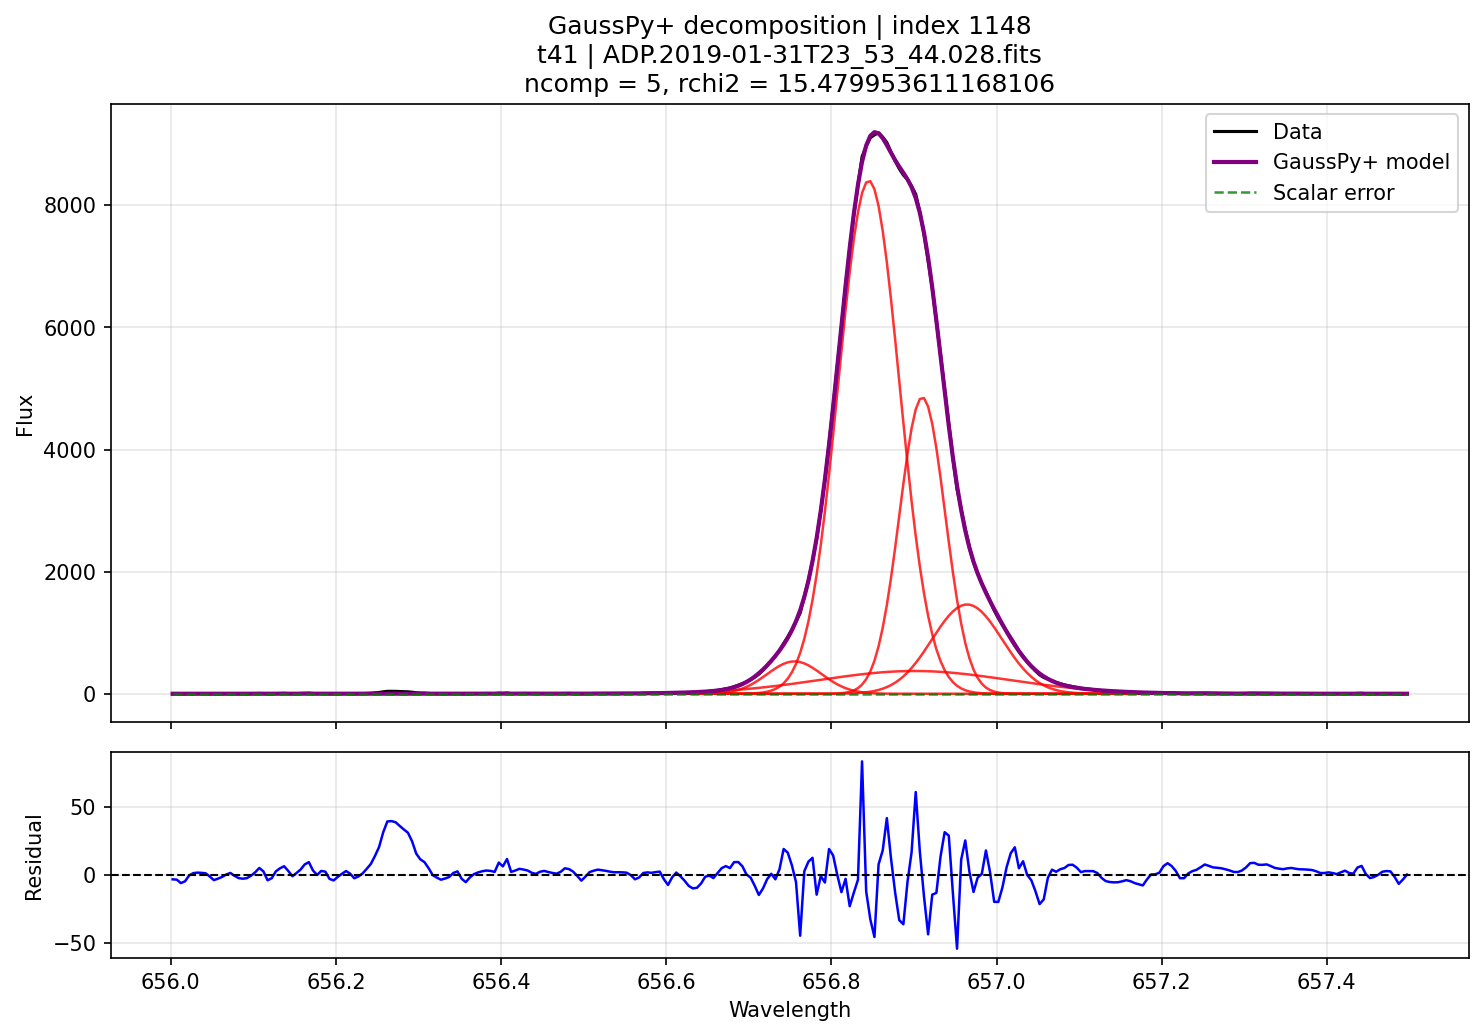 GaussPy+ decomposition | index 1148
t41 | ADP.2019-01-31T23_53_44.028.fits
ncomp = 5, rchi2 = 15.479953611168106
Data
GaussPy+ model
Scalar error
8000
6000
4000
2000
0
Flux
50
0
−50
Residual
656.0 656.2 656.4 656.6 656.8 657.0 657.2 657.4
Wavelength